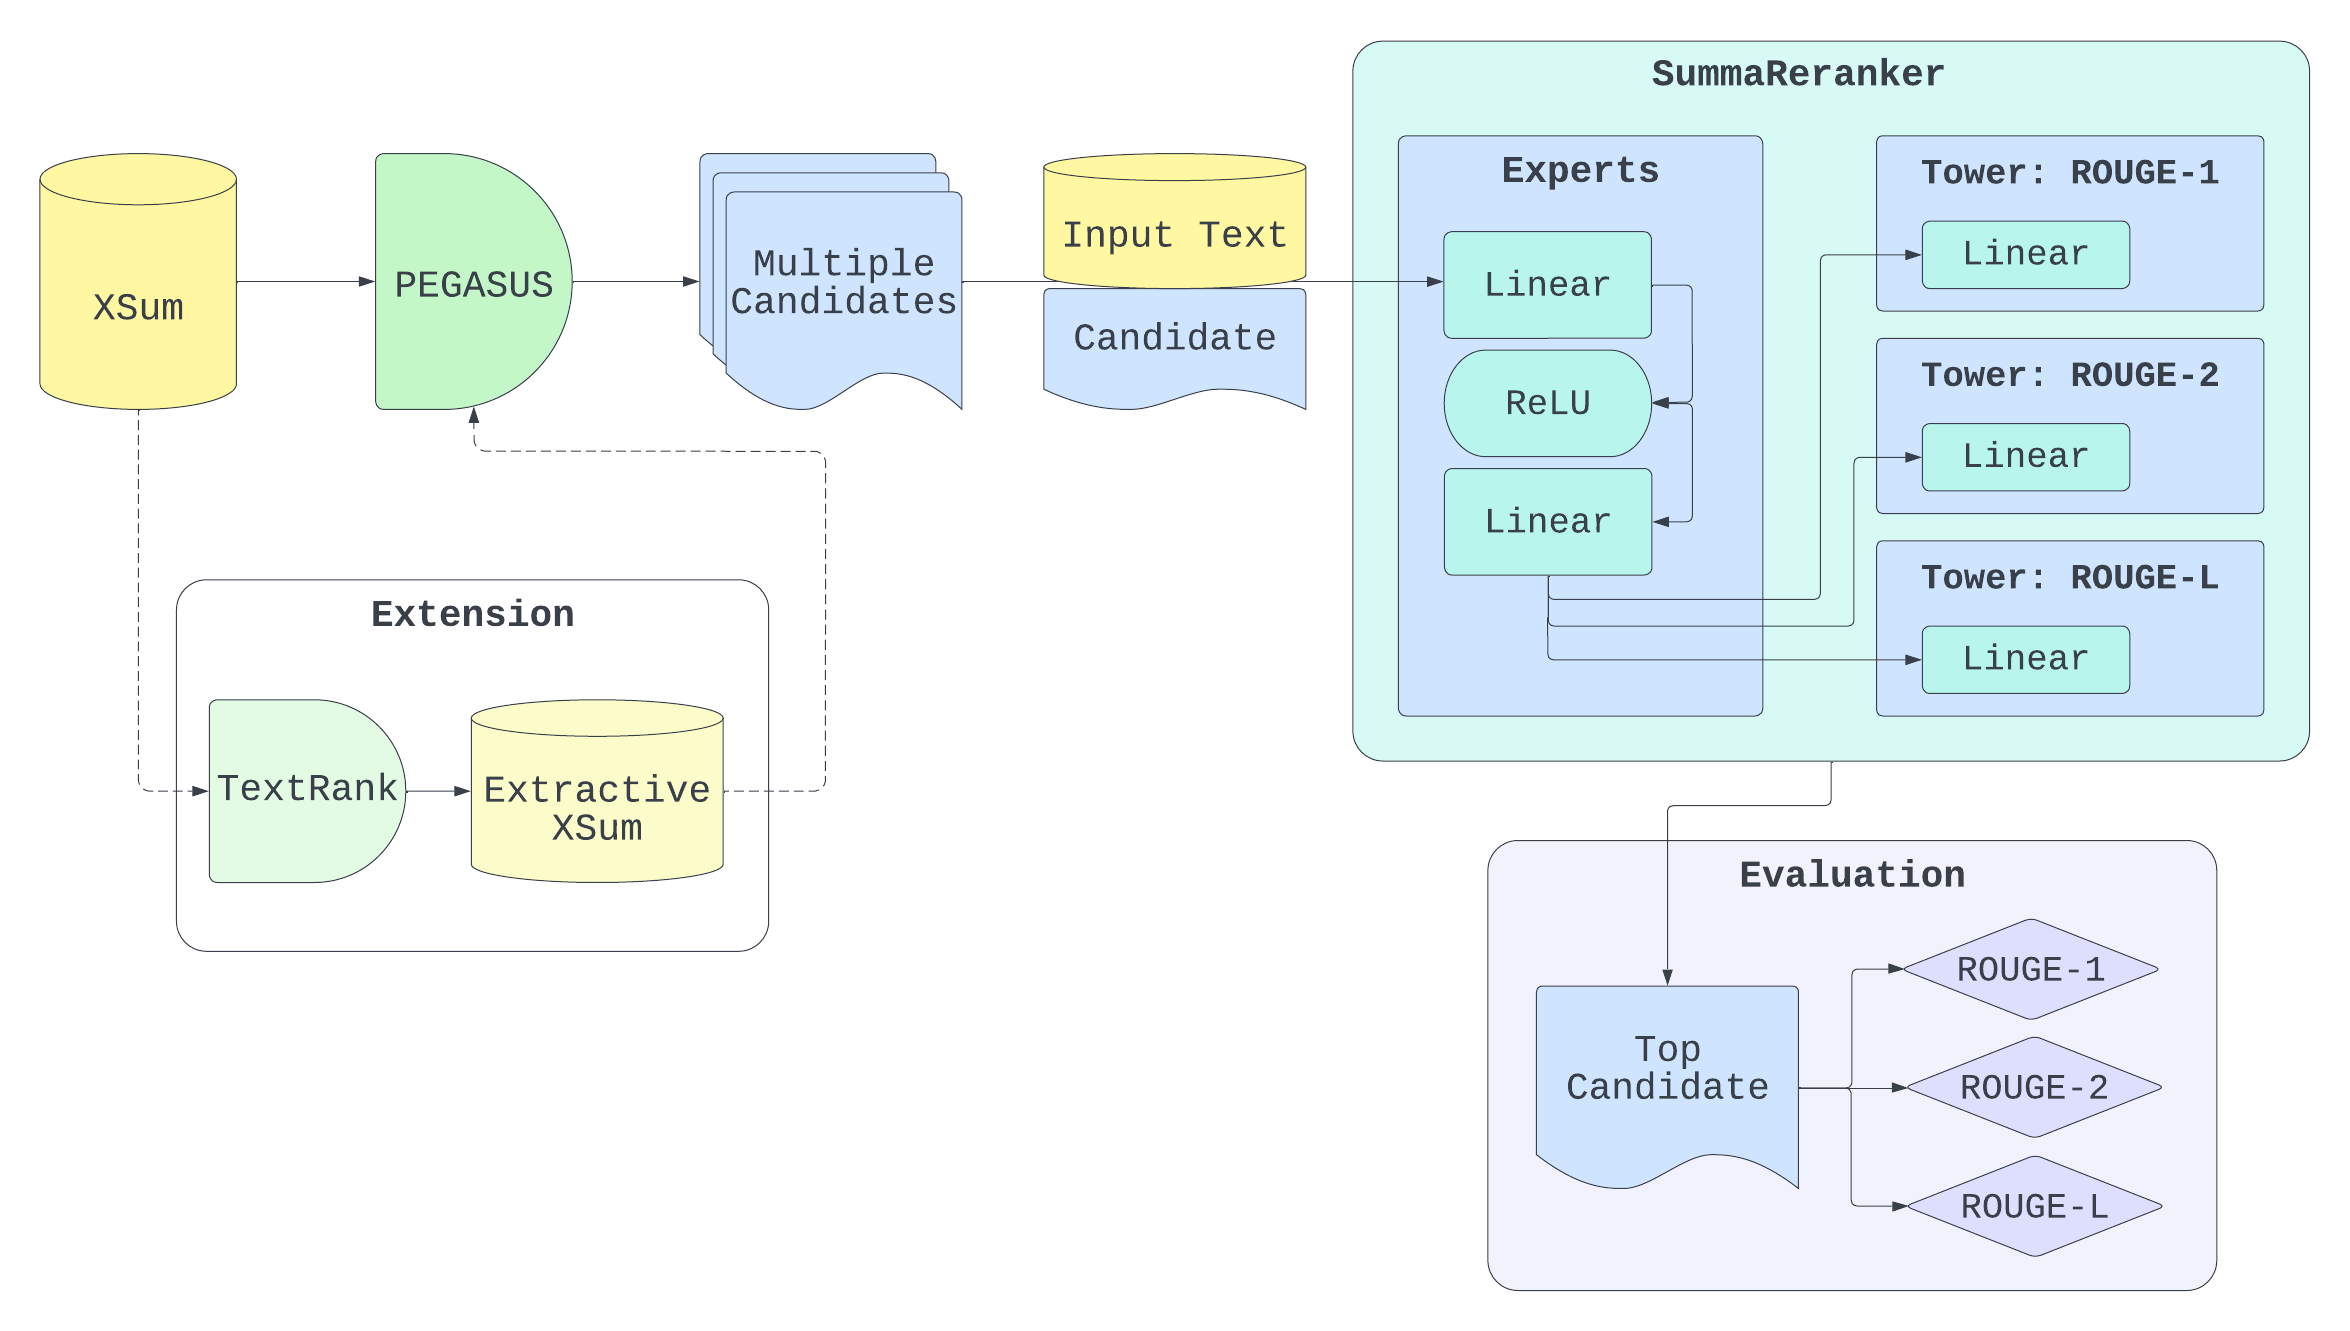 XSum
PEGASUS
Multiple
Candidates
Input Text
Candidate
SummaReranker
Experts
Linear
ReLU
Linear
Tower: ROUGE-1
Linear
Tower: ROUGE-2
Linear
Tower: ROUGE-L
Linear
Extension
TextRank
Extractive
XSum
Evaluation
Top
Candidate
ROUGE-1
ROUGE-2
ROUGE-L